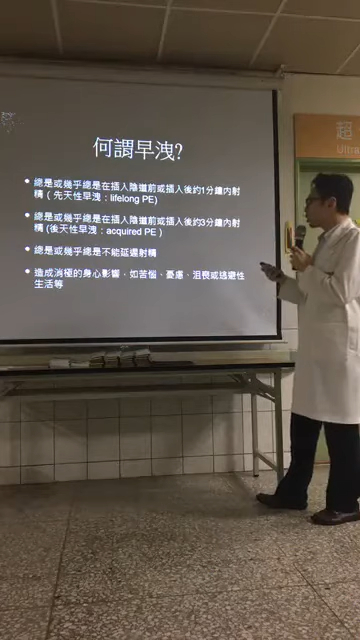 何謂早洩?
• 總是或幾乎總是在插入陰道前或插入後約1分鐘內射
精（先天性早洩：lifelong PE)
• 總是或幾乎總是在插入陰道前或插入後約3分鐘內射
精 (後天性早洩：acquired PE )
• 總是或幾乎總是不能延遲射精
• 造成消極的身心影響，如苦惱、憂慮，沮喪或逃避性
生活等
超
Ultra